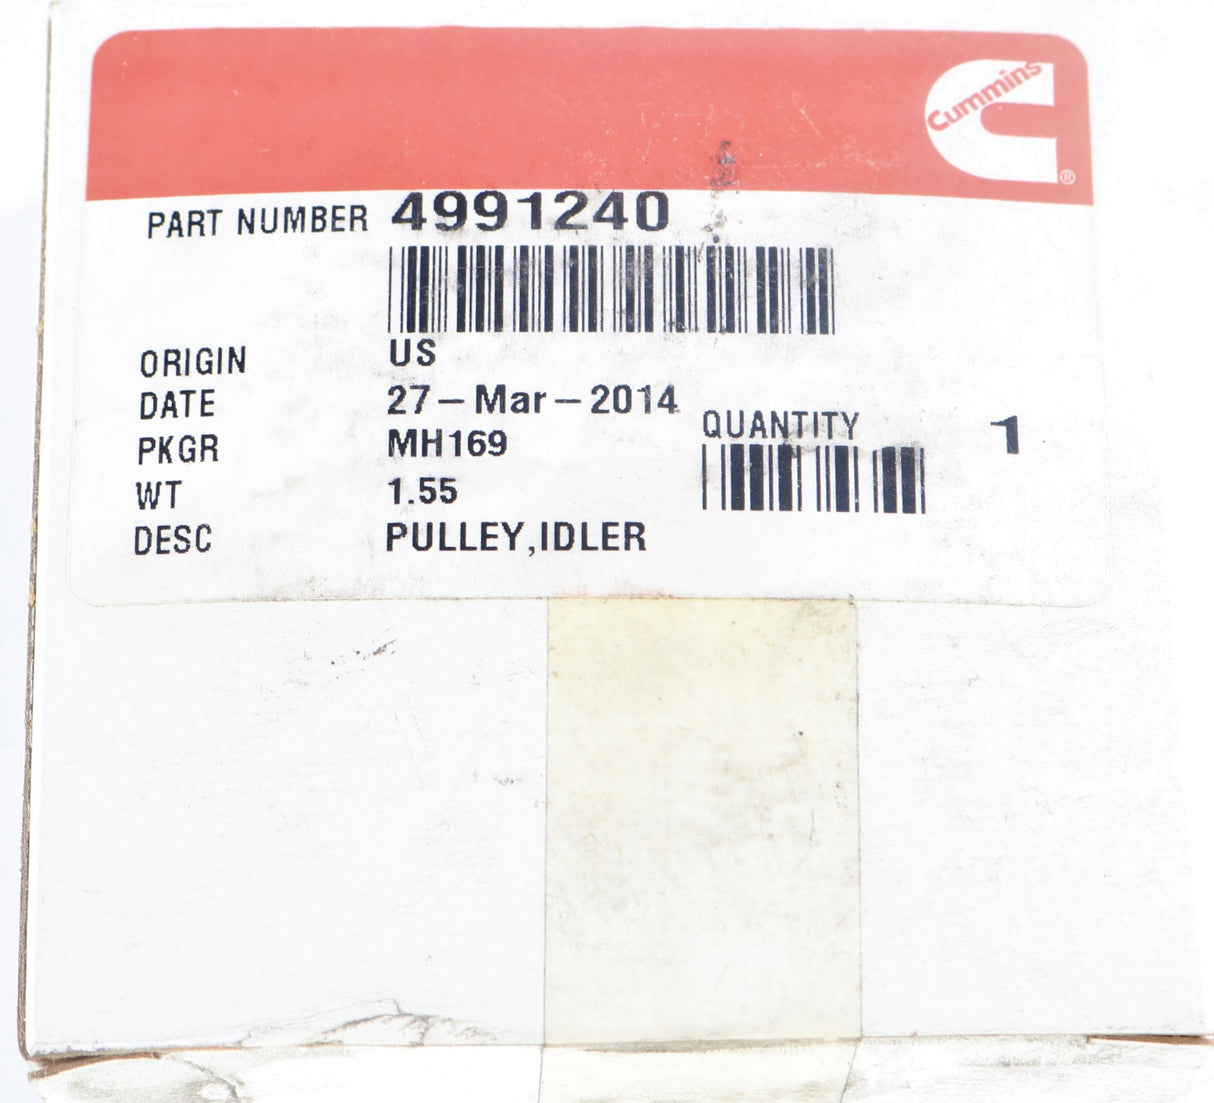 Cummins
®
PART NUMBER 4991240
ORIGIN US
DATE 27-Mar-2014
PKGR MH169
QUANTITY 1
WT 1.55
DESC PULLEY,IDLER